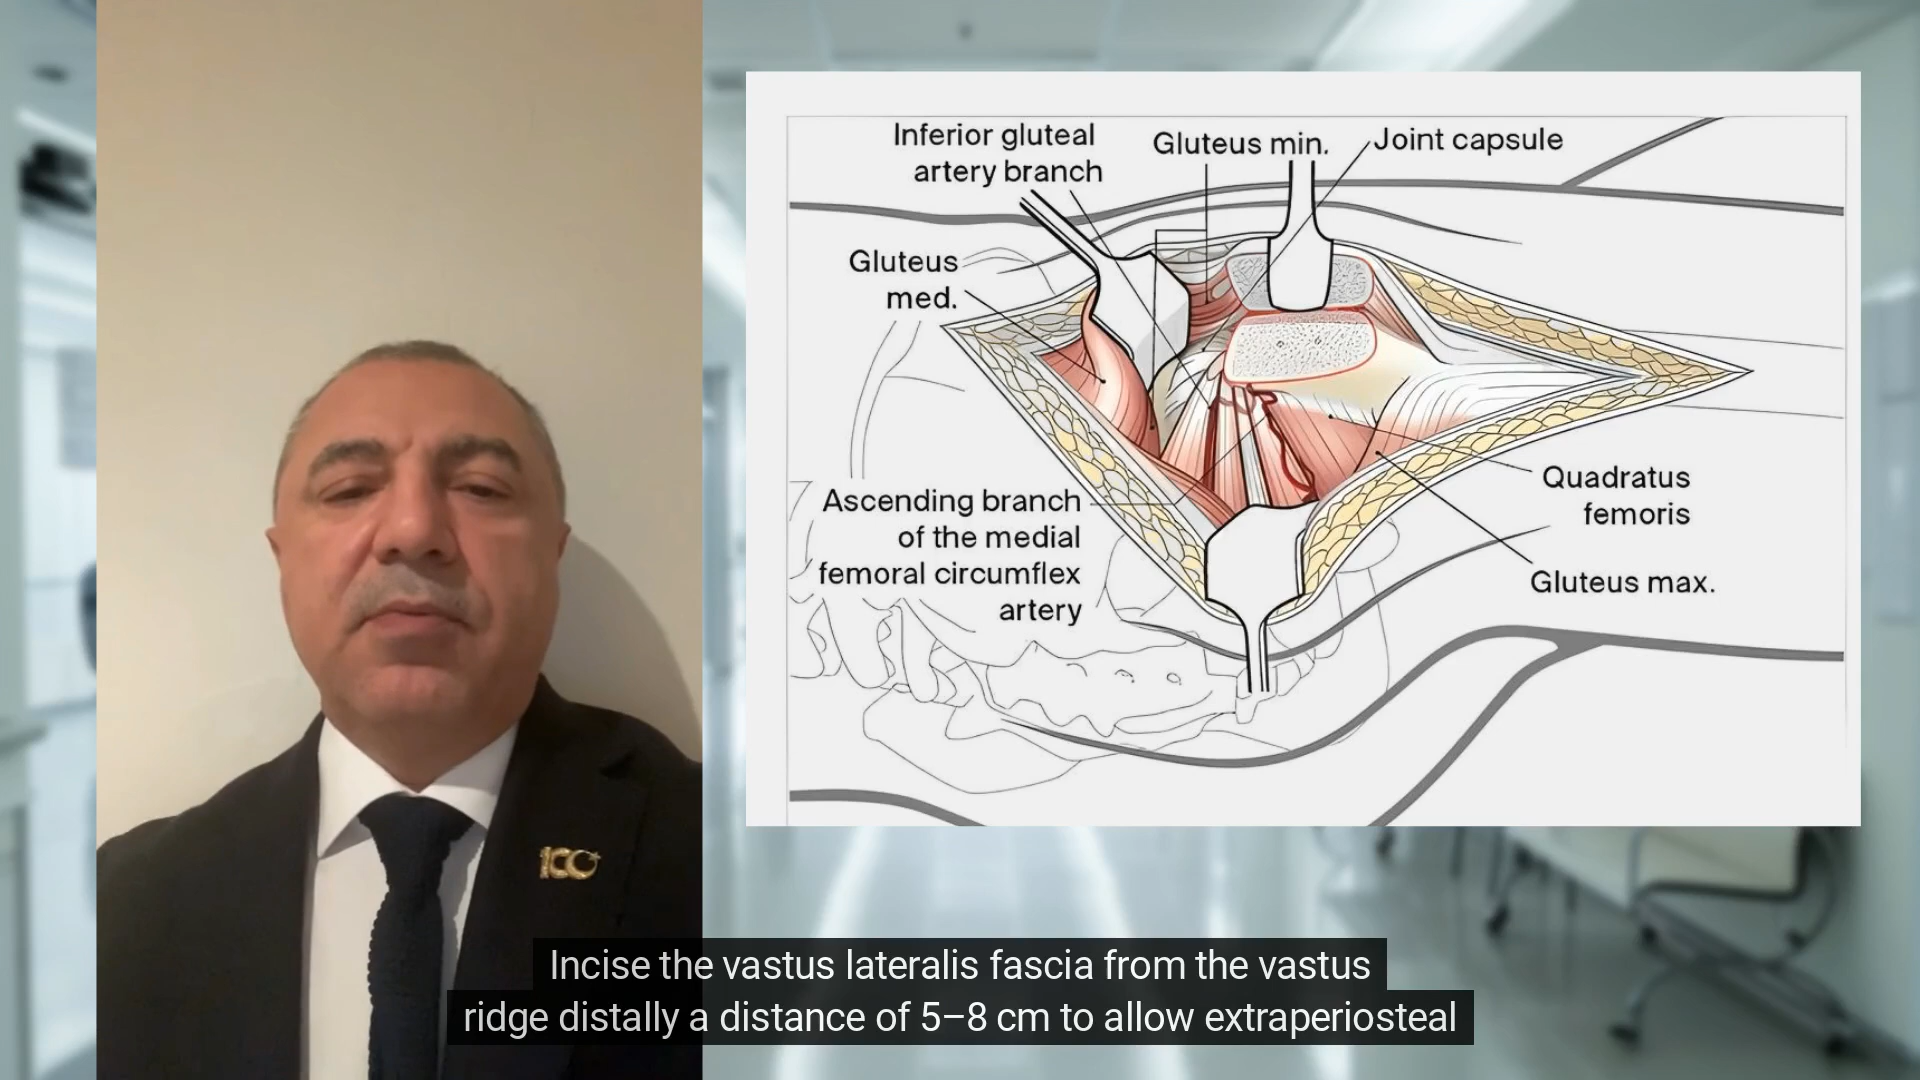 Inferior gluteal
artery branch
Gluteus min.
Joint capsule
Gluteus
med.
Ascending branch
of the medial
femoral circumflex
artery
Quadratus
femoris
Gluteus max.
100
Incise the vastus lateralis fascia from the vastus
ridge distally a distance of 5–8 cm to allow extraperiosteal